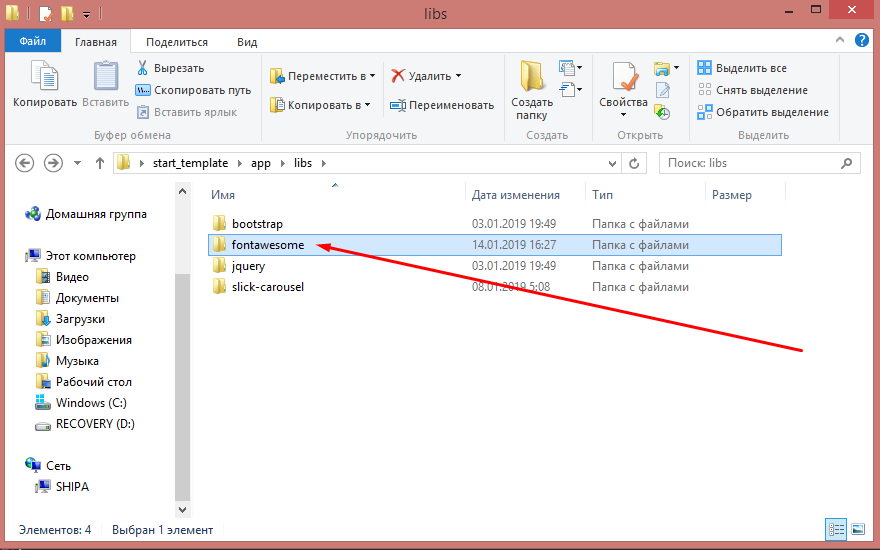 libs
Файл Главная Поделиться Вид
Копировать
Вставить
Вырезать
Скопировать путь
Вставить ярлык
Буфер обмена
Переместить в
Копировать в
Удалить
Переименовать
Упорядочить
Создать
папку
Создать
Свойства
Открыть
Выделить все
Снять выделение
Обратить выделение
Выделить
start_template app libs
Поиск: libs
Домашняя группа
Этот компьютер
Видео
Документы
Загрузки
Изображения
Музыка
Рабочий стол
Windows (C:)
RECOVERY (D:)
Сеть
SHIPA
Имя Дата изменения Тип Размер
bootstrap 03.01.2019 19:49 Папка с файлами
fontawesome 14.01.2019 16:27 Папка с файлами
jquery 03.01.2019 19:49 Папка с файлами
slick-carousel 08.01.2019 5:08 Папка с файлами
Элементов: 4 Выбран 1 элемент